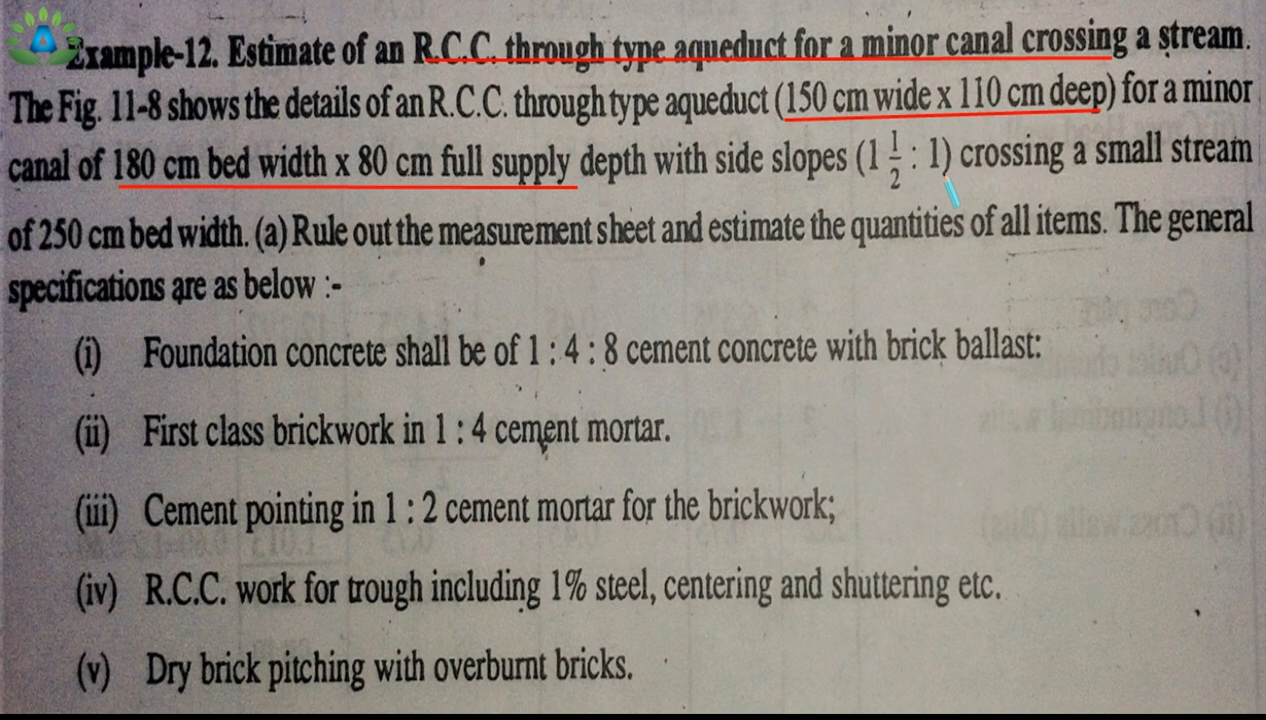 Example-12. Estimate of an R.C.C. through type aqueduct for a minor canal crossing a stream.
The Fig. 11-8 shows the details of an R.C.C. through type aqueduct (150 cm wide x 110 cm deep) for a minor
canal of 180 cm bed width x 80 cm full supply depth with side slopes (1 1/2 : 1) crossing a small stream
of 250 cm bed width. (a) Rule out the measurement sheet and estimate the quantities of all items. The general
specifications are as below :-
(i) Foundation concrete shall be of 1 : 4 : 8 cement concrete with brick ballast:
(ii) First class brickwork in 1 : 4 cement mortar.
(iii) Cement pointing in 1 : 2 cement mortar for the brickwork;
(iv) R.C.C. work for trough including 1% steel, centering and shuttering etc.
(v) Dry brick pitching with overburnt bricks.